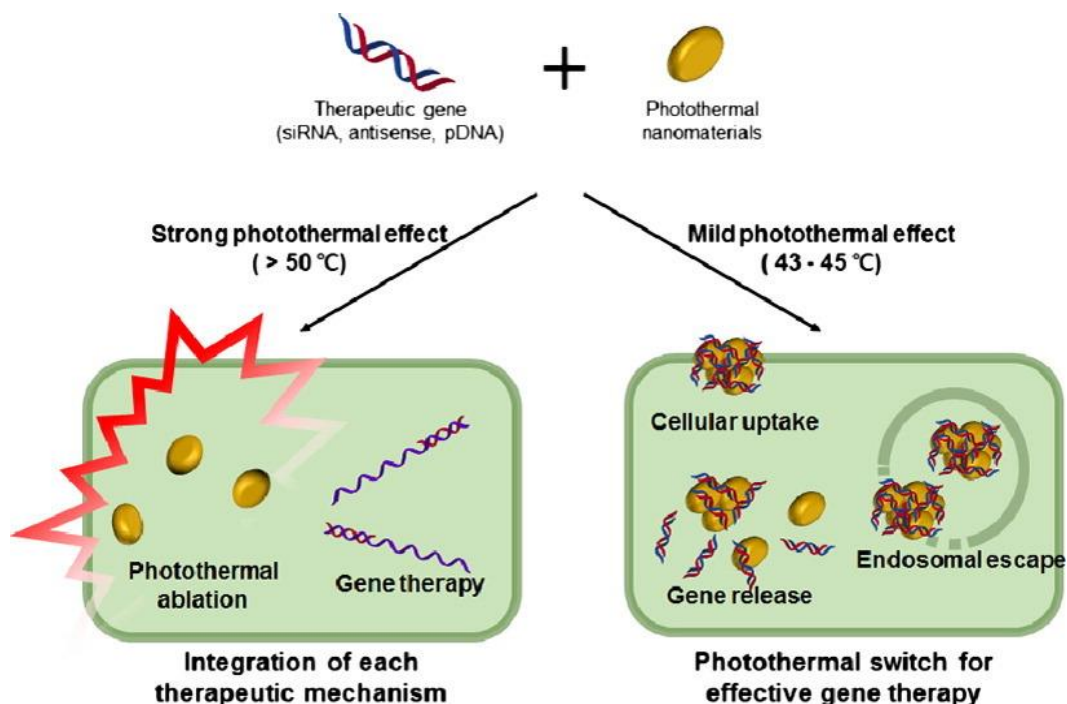 Therapeutic gene
(siRNA, antisense, pDNA)
Photothermal
nanomaterials
Strong photothermal effect
( > 50 ℃)
Mild photothermal effect
( 43 - 45℃)
Photothermal
ablation
Gene therapy
Cellular uptake
Gene release
Endosomal escape
Integration of each
therapeutic mechanism
Photothermal switch for
effective gene therapy